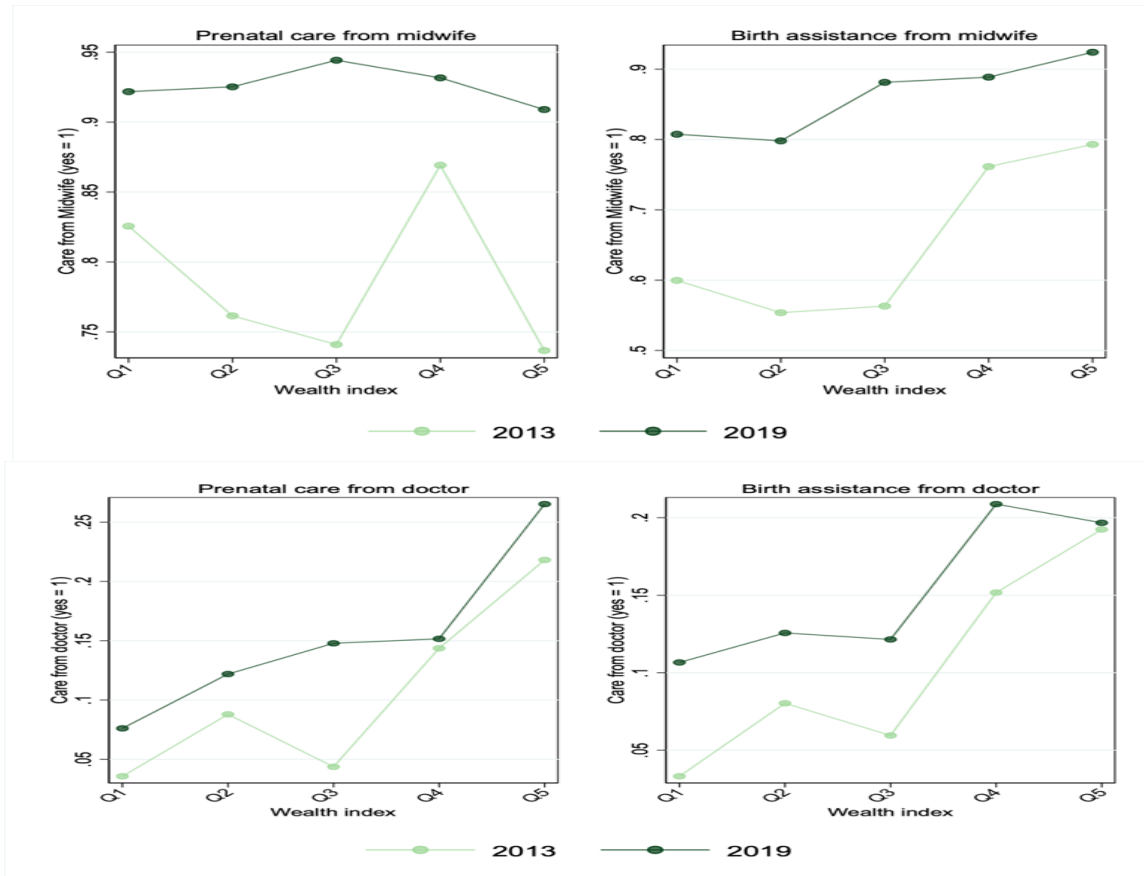 Prenatal care from midwife
Birth assistance from midwife
Care from Midwife (yes = 1)
.95
.9
.85
.8
.75
Q1 Q2 Q3 Q4 Q5
Wealth index
Care from Midwife (yes = 1)
.9
.8
.7
.6
.5
Q1 Q2 Q3 Q4 Q5
Wealth index
2013 2019
Prenatal care from doctor
Birth assistance from doctor
Care from doctor (yes = 1)
.25
.2
.15
.1
.05
Q1 Q2 Q3 Q4 Q5
Wealth index
Care from doctor (yes = 1)
.2
.15
.1
.05
Q1 Q2 Q3 Q4 Q5
Wealth index
2013 2019